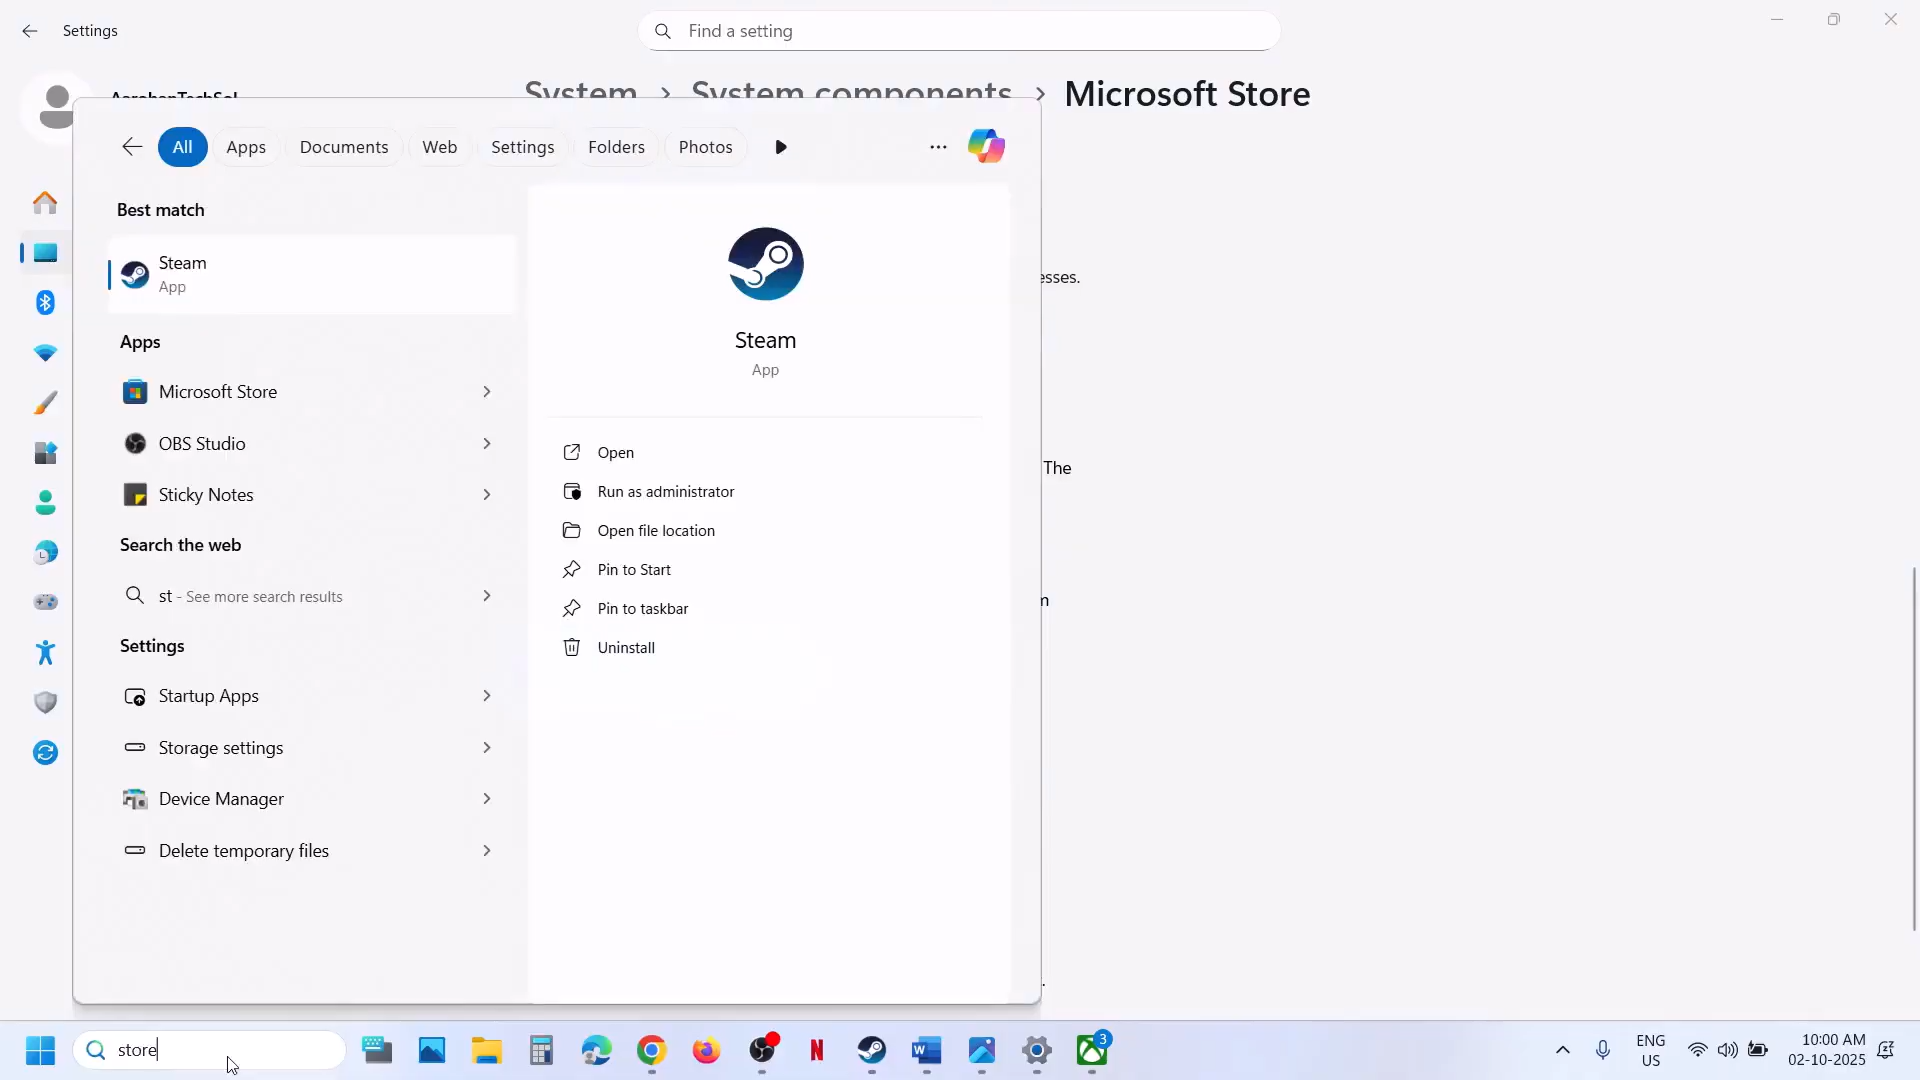 Settings
Find a setting
System > System components > Microsoft Store
All
Apps
Documents
Web
Settings
Folders
Photos
Best match
Steam
App
Apps
Microsoft Store
OBS Studio
Sticky Notes
Search the web
st - See more search results
Settings
Startup Apps
Storage settings
Device Manager
Delete temporary files
Steam
App
Open
Run as administrator
Open file location
Pin to Start
Pin to taskbar
Uninstall
esses.
The
store
3
ENG
US
10:00 AM
02-10-2025